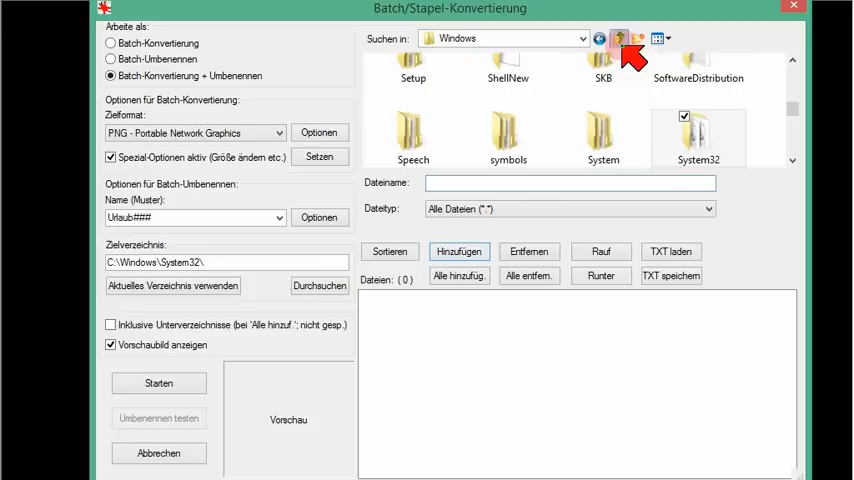 Batch/Stapel-Konvertierung
Arbeite als:
Batch-Konvertierung
Batch-Umbenennen
Batch-Konvertierung + Umbenennen
Optionen für Batch-Konvertierung:
Zielformat:
PNG - Portable Network Graphics
Optionen
Spezial-Optionen aktiv (Größe ändern etc.)
Setzen
Optionen für Batch-Umbenennen:
Name (Muster):
Urlaub###
Optionen
Zielverzeichnis:
C:\Windows\System32\
Aktuelles Verzeichnis verwenden
Durchsuchen
Inklusive Unterverzeichnisse (bei 'Alle hinzuf.'; nicht gesp.)
Vorschaubild anzeigen
Starten
Umbenennen testen
Abbrechen
Vorschau
Suchen in:
Windows
Setup
ShellNew
SKB
SoftwareDistribution
Speech
symbols
System
System32
Dateiname:
Dateityp:
Alle Dateien (*.*)
Sortieren
Hinzufügen
Entfernen
Rauf
TXT laden
Dateien: ( 0 )
Alle hinzufüg.
Alle entfern.
Runter
TXT speichern